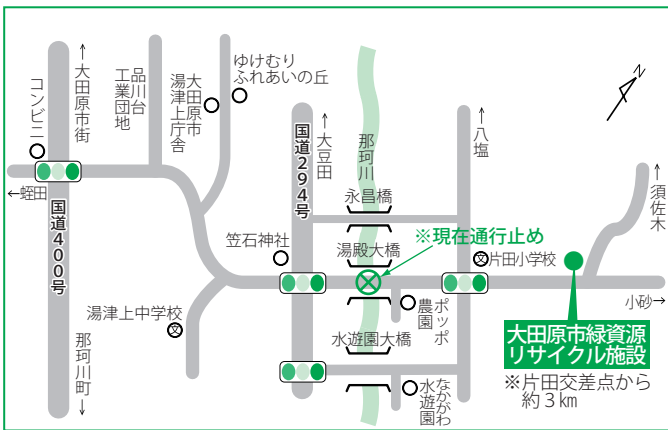 コンビニ
↑大田原市街
品川台
工業団地
大田原市
湯津上庁舎
ゆけむり
ふれあいの丘
国道294号
↑大豆田
那珂川
↑八塩
N
↑須佐木
←蛭田
国道400号
永昌橋
※現在通行止め
笠石神社
湯殿大橋
文片田小学校
小砂→
湯津上中学校
文
ポッポ
農園
那珂川町↓
水遊園大橋
なかがわ
水遊園
大田原市緑資源
リサイクル施設
※片田交差点から
約3㎞